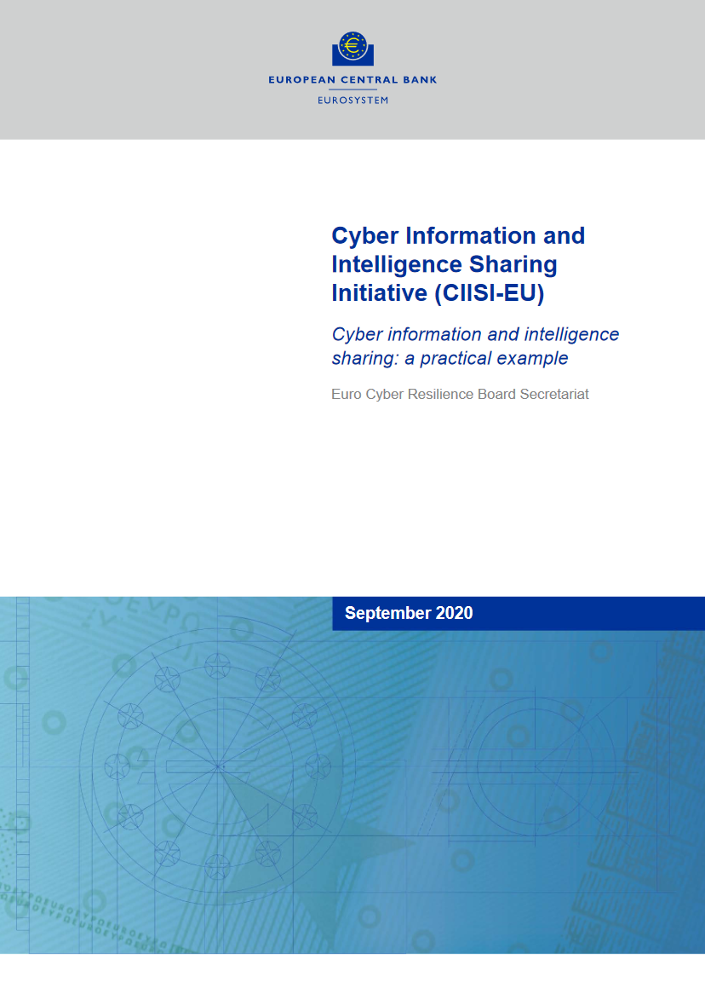 EUROPEAN CENTRAL BANK
EUROSYSTEM
Cyber Information and
Intelligence Sharing
Initiative (CIISI-EU)
Cyber information and intelligence
sharing: a practical example
Euro Cyber Resilience Board Secretariat
September 2020